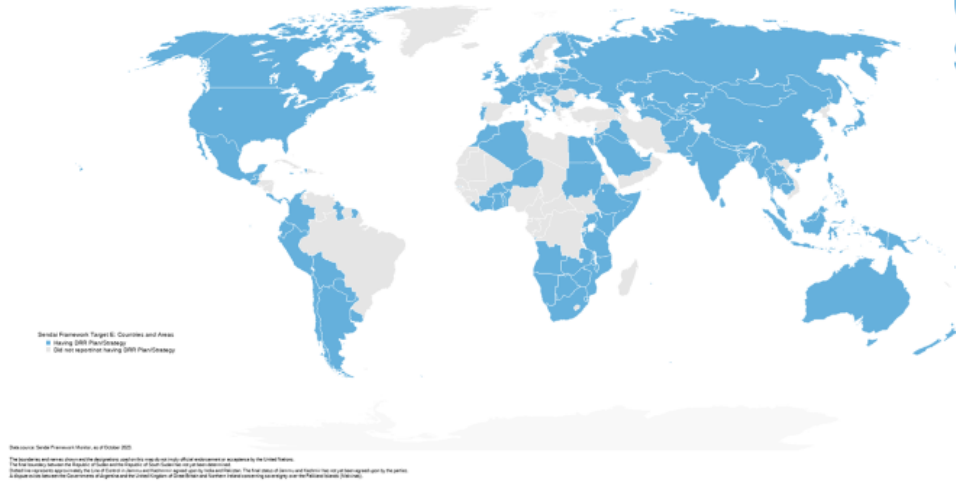 Sendai Framework Target E: Countries and Areas
Having DRR Plan/Strategy
Did not report/not having DRR Plan/Strategy
Data source: Sendai Framework Monitor, as of October
The boundaries and names shown and the designations used on this map do not imply official endorsement or acceptance by the United Nations.
The final boundary between the Republic of Sudan and the Republic of South Sudan has not yet been determined.
Dotted line represents approximately the Line of Control in Jammu and Kashmir agreed upon by India and Pakistan. The final status of Jammu and Kashmir has not yet been agreed upon by the parties.
A dispute exists between the Governments of Argentina and the United Kingdom of Great Britain and Northern Ireland concerning sovereignty over the Falkland Islands (Malvinas).